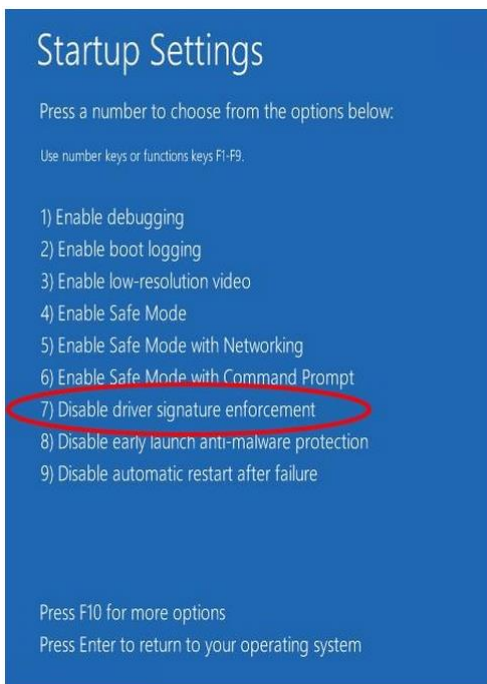 Startup Settings
Press a number to choose from the options below:
Use number keys or functions keys F1-F9.
1) Enable debugging
2) Enable boot logging
3) Enable low-resolution video
4) Enable Safe Mode
5) Enable Safe Mode with Networking
6) Enable Safe Mode with Command Prompt
7) Disable driver signature enforcement
8) Disable early launch anti-malware protection
9) Disable automatic restart after failure
Press F10 for more options
Press Enter to return to your operating system